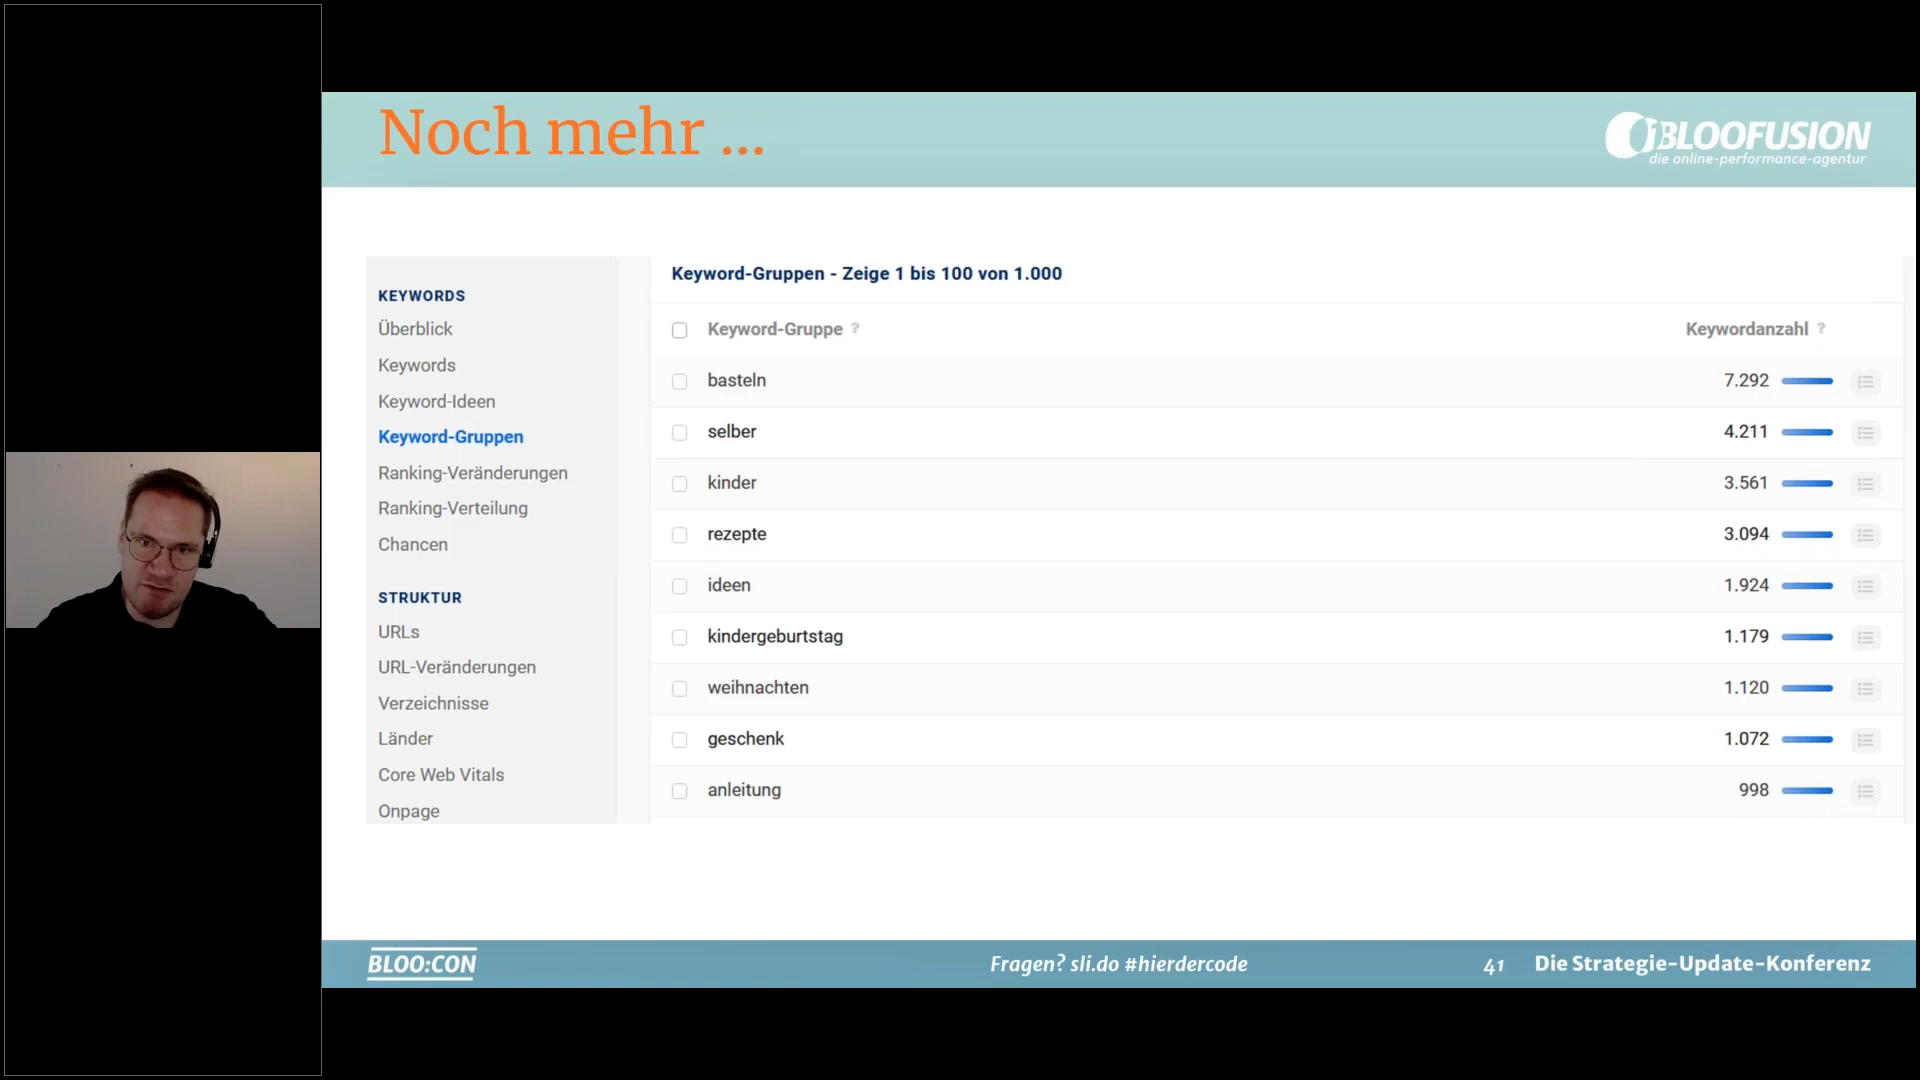 Noch mehr ...
BLOOFUSION
die online-performance-agentur
KEYWORDS
Überblick
Keywords
Keyword-Ideen
Keyword-Gruppen
Ranking-Veränderungen
Ranking-Verteilung
Chancen
STRUKTUR
URLs
URL-Veränderungen
Verzeichnisse
Länder
Core Web Vitals
Onpage
Keyword-Gruppen - Zeige 1 bis 100 von 1.000
Keyword-Gruppe ? Keywordanzahl ?
basteln 7.292
selber 4.211
kinder 3.561
rezepte 3.094
ideen 1.924
kindergeburtstag 1.179
weihnachten 1.120
geschenk 1.072
anleitung 998
BLOO:CON Fragen? sli.do #hierdercode 41 Die Strategie-Update-Konferenz